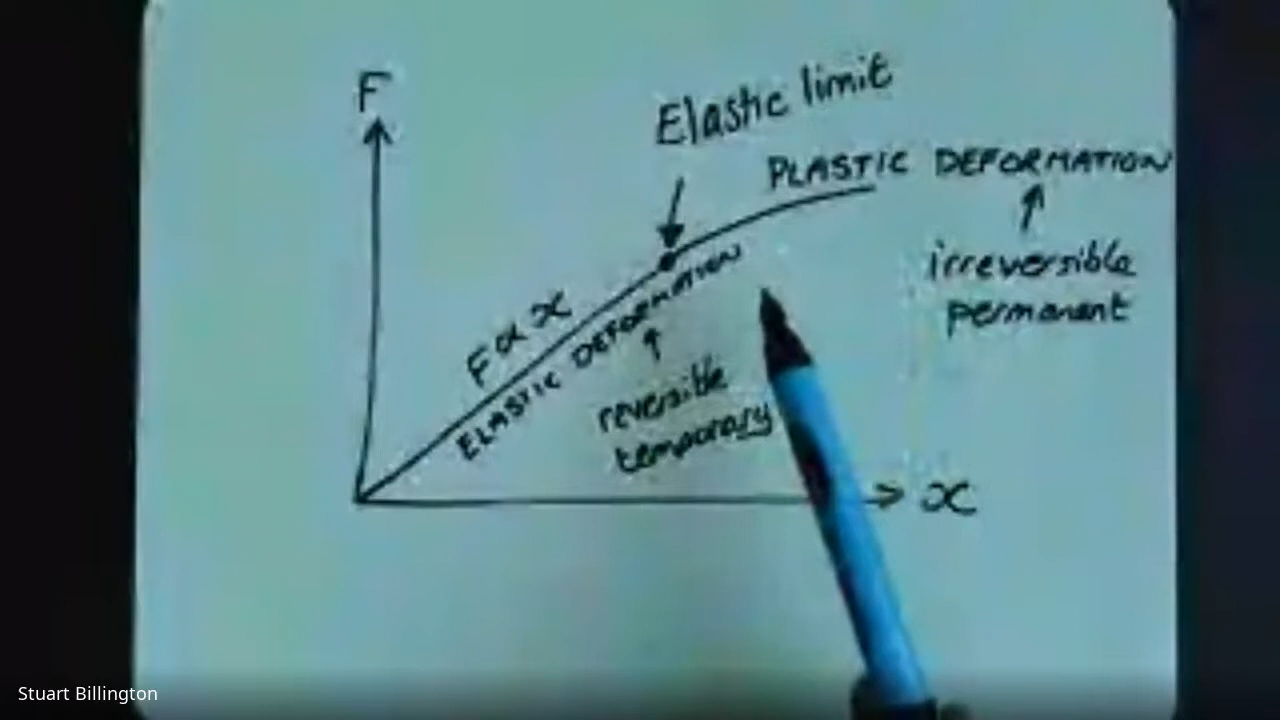 F
Elastic limit
PLASTIC DEFORMATION
irreversible
permanent
F ∝ x
ELASTIC DEFORMATION
reversible
temporary
x
Stuart Billington